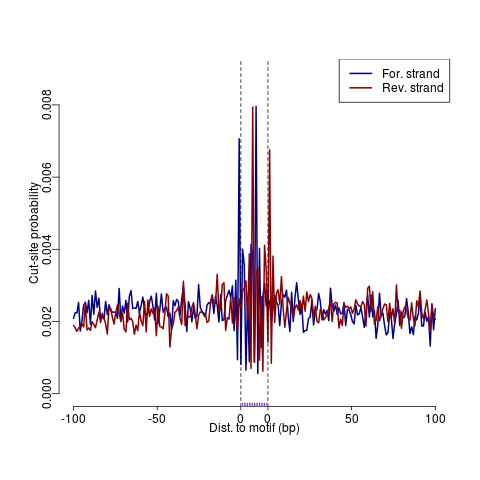 For. strand
Rev. strand
Cut-site probability
0.008
0.006
0.004
0.002
0.000
-100 -50 0 0 50 100
Dist. to motif (bp)